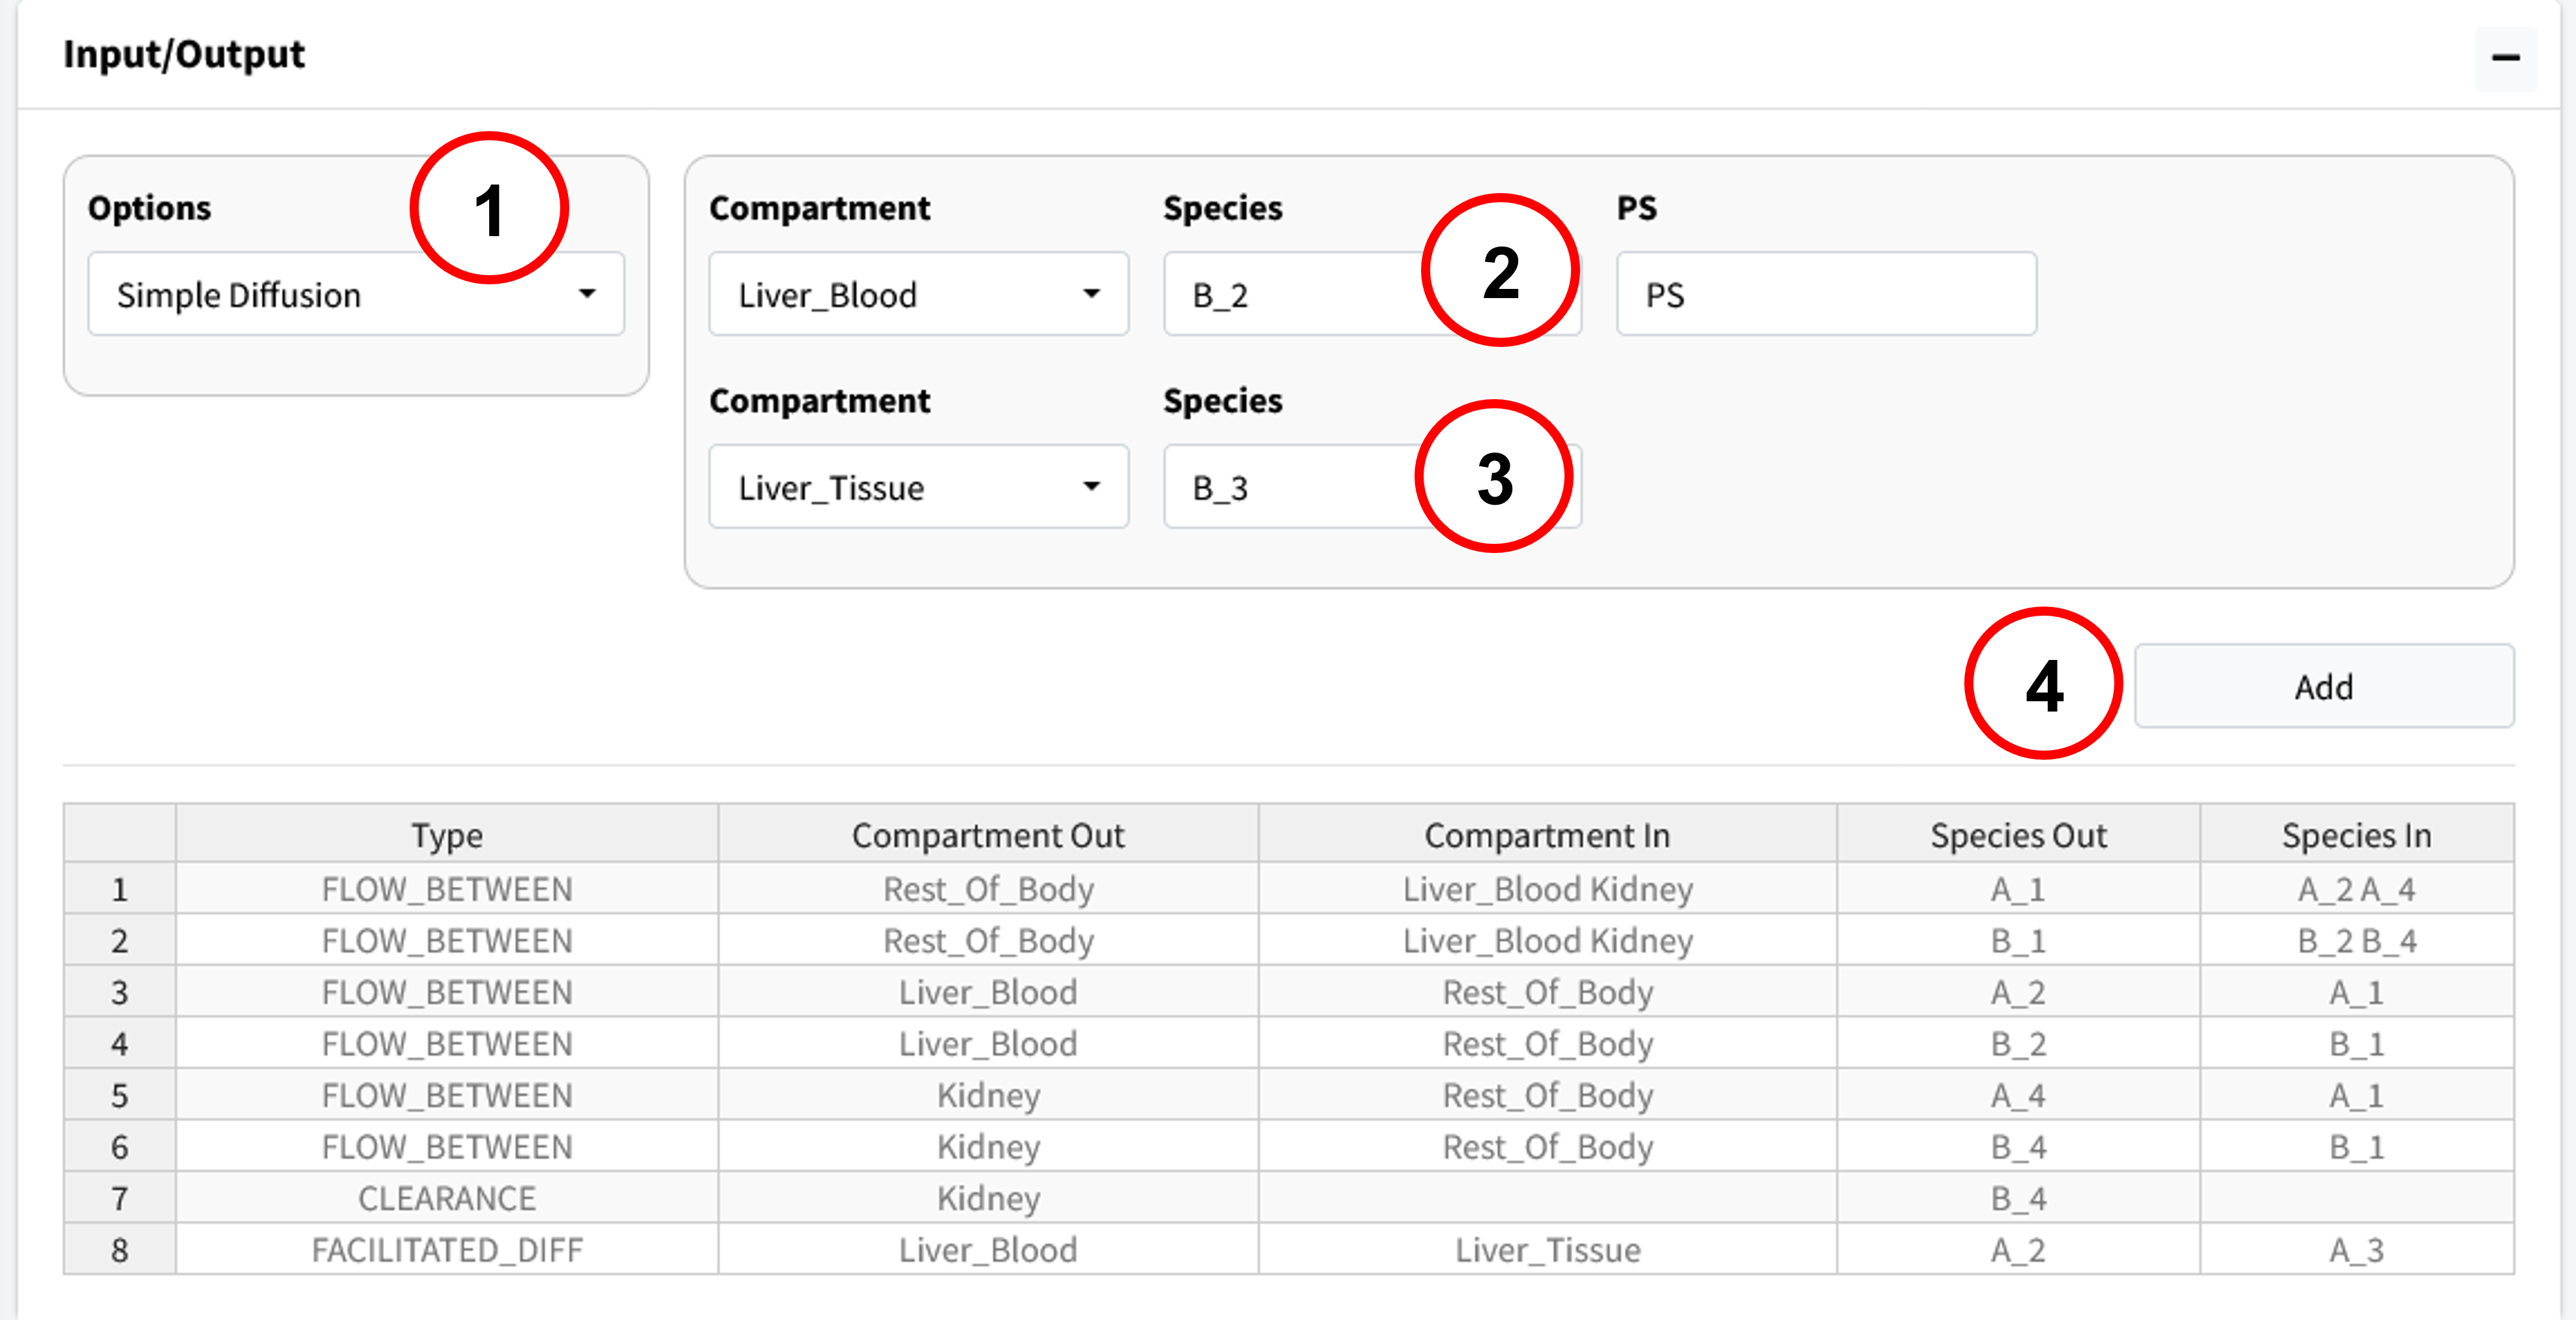 Input/Output
Options
1
Simple Diffusion
Compartment Species PS
Liver_Blood B_2 2 PS
Compartment Species
Liver_Tissue B_3 3
4 Add
Type Compartment Out Compartment In Species Out Species In
1 FLOW_BETWEEN Rest_Of_Body Liver_Blood Kidney A_1 A_2 A_4
2 FLOW_BETWEEN Rest_Of_Body Liver_Blood Kidney B_1 B_2 B_4
3 FLOW_BETWEEN Liver_Blood Rest_Of_Body A_2 A_1
4 FLOW_BETWEEN Liver_Blood Rest_Of_Body B_2 B_1
5 FLOW_BETWEEN Kidney Rest_Of_Body A_4 A_1
6 FLOW_BETWEEN Kidney Rest_Of_Body B_4 B_1
7 CLEARANCE Kidney B_4
8 FACILITATED_DIFF Liver_Blood Liver_Tissue A_2 A_3